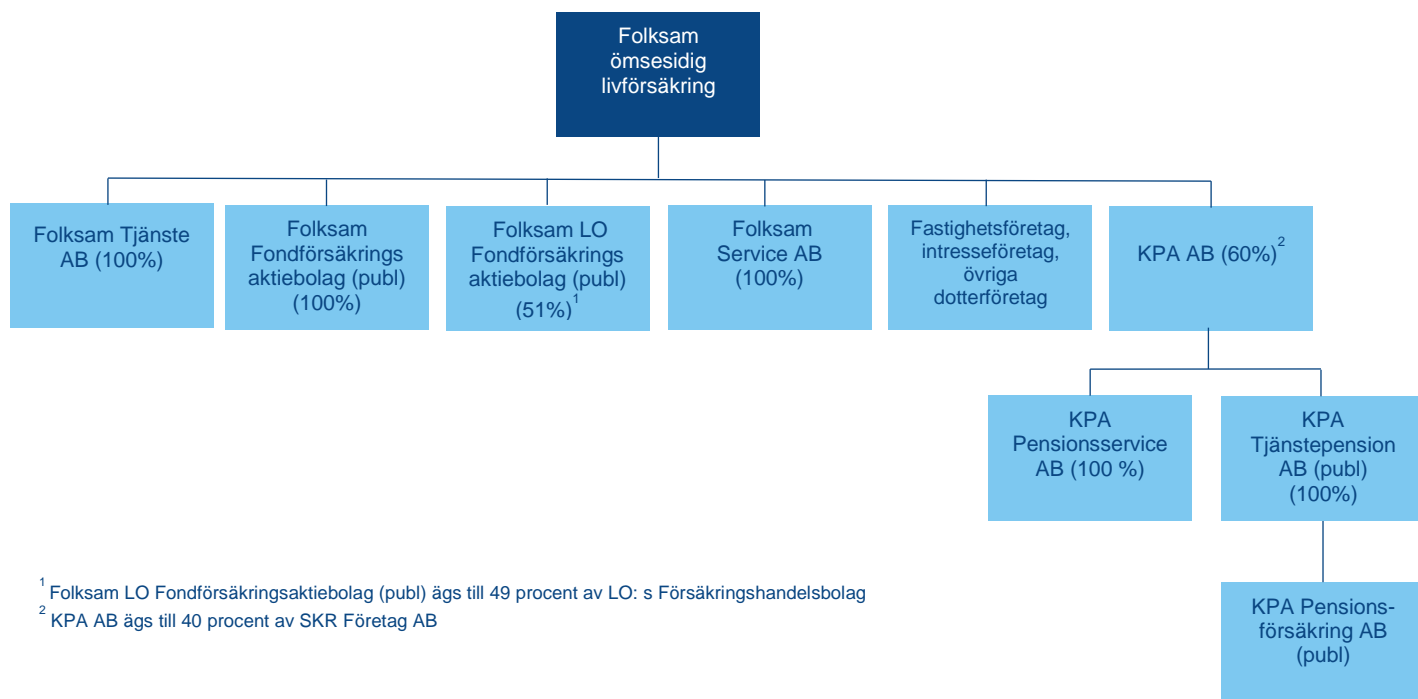 Folksam
ömsesidig
livförsäkring
Folksam Tjänste
AB (100%)
Folksam
Fondförsäkrings
aktiebolag (publ)
(100%)
Folksam LO
Fondförsäkrings
aktiebolag (publ)
(51%)1
Folksam
Service AB
(100%)
Fastighetsföretag,
intresseföretag,
övriga
dotterföretag
KPA AB (60%)2
KPA
Pensionsservice
AB (100 %)
KPA
Tjänstepension
AB (publ)
(100%)
KPA Pensions-
försäkring AB
(publ)
1 Folksam LO Fondförsäkringsaktiebolag (publ) ägs till 49 procent av LO: s Försäkringshandelsbolag
2 KPA AB ägs till 40 procent av SKR Företag AB